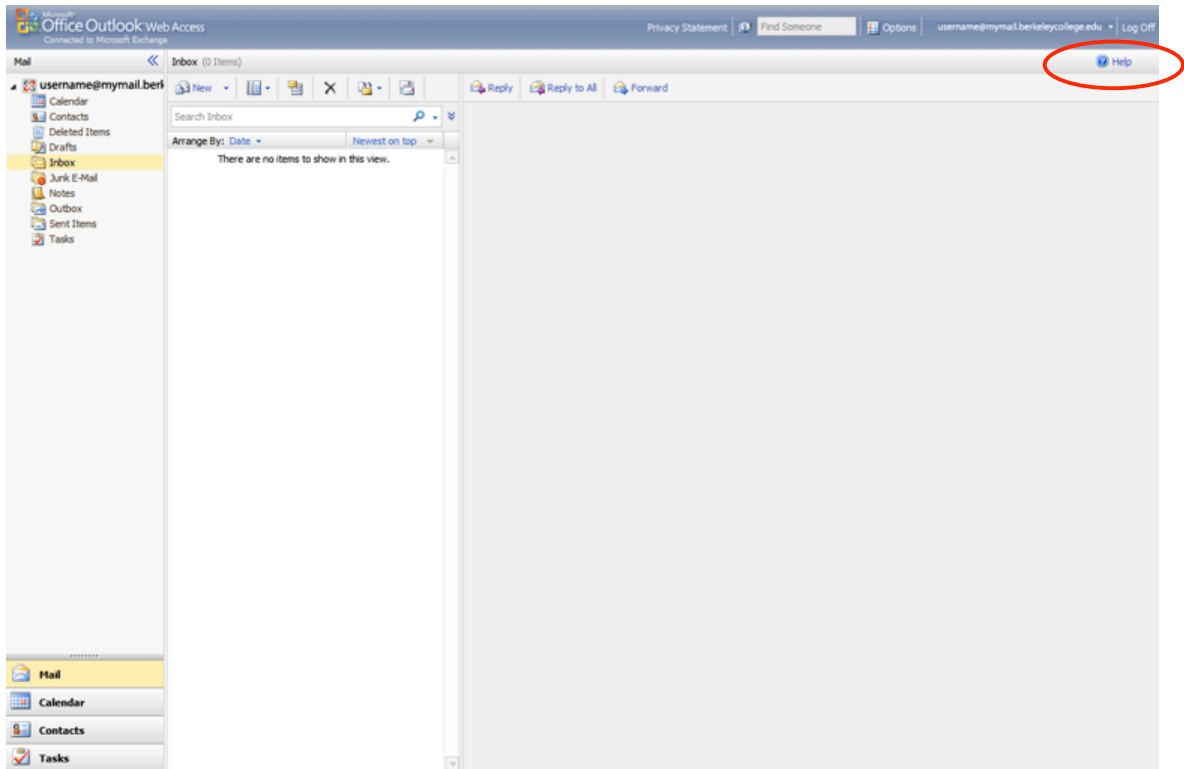 Microsoft
Office Outlook Web Access
Connected to Microsoft Exchange
Privacy Statement Find Someone Options username@mymail.berkeleycollege.edu Log Off
Mail Inbox (0 Items) Help
username@mymail.berk
Calendar
Contacts
Deleted Items
Drafts
Inbox
Junk E-Mail
Notes
Outbox
Sent Items
Tasks
New Reply Reply to All Forward
Search Inbox
Arrange By: Date Newest on top
There are no items to show in this view.
Mail
Calendar
Contacts
Tasks